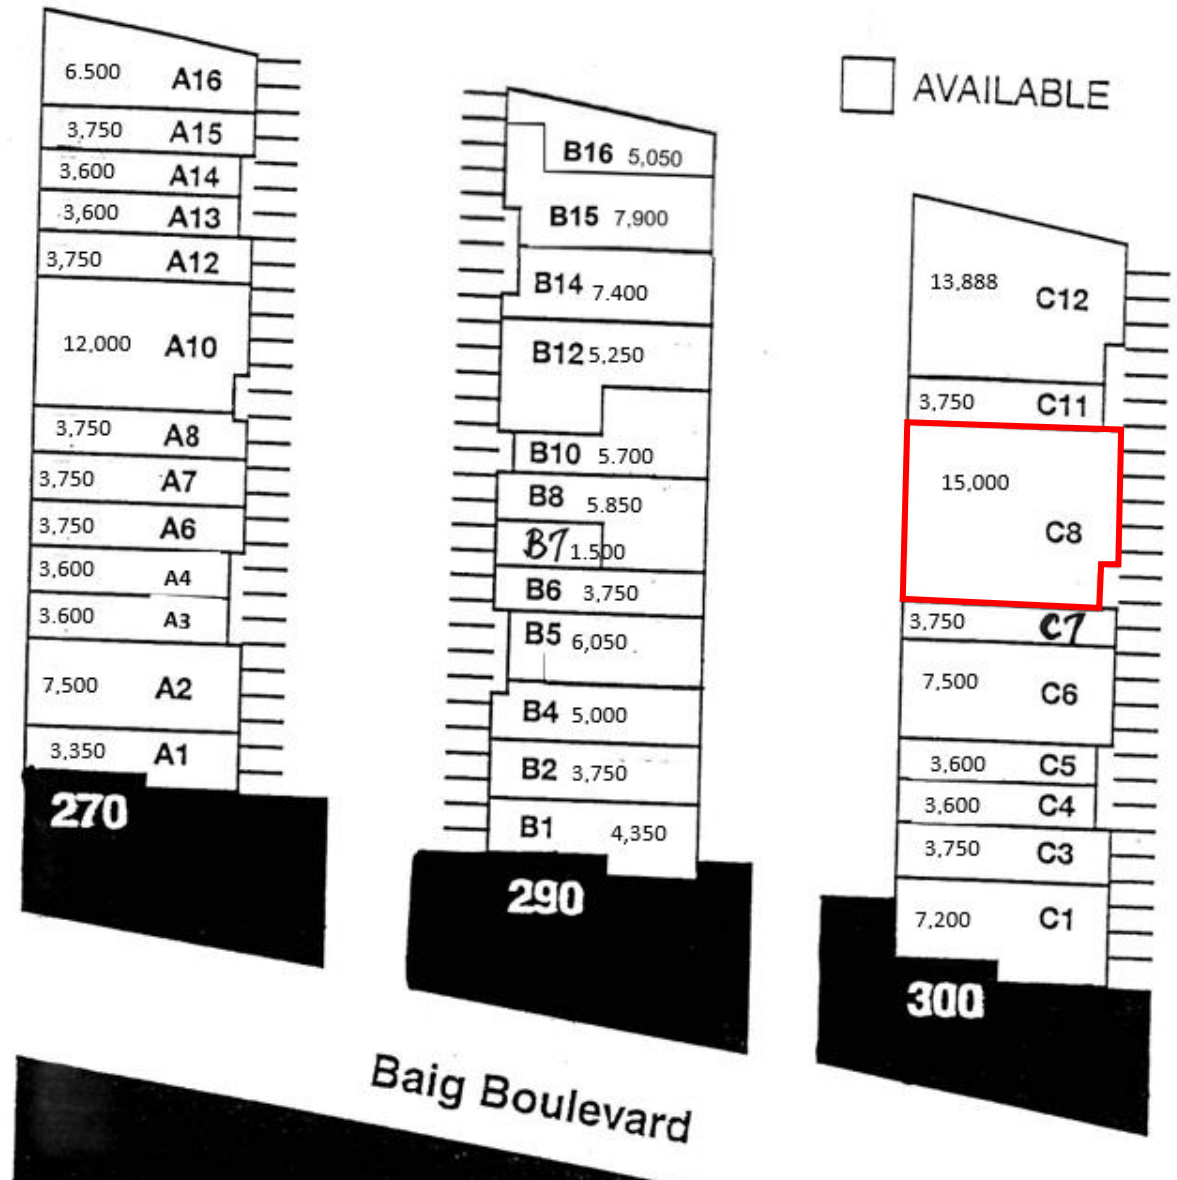 AVAILABLE
6.500 A16
3,750 A15
3,600 A14
3,600 A13
3,750 A12
12,000 A10
3,750 A8
3,750 A7
3,750 A6
3,600 A4
3.600 A3
7,500 A2
3,350 A1
270
B16 5,050
B15 7,900
B14 7.400
B12 5,250
B10 5.700
B8 5.850
B7 1.500
B6 3,750
B5 6,050
B4 5,000
B2 3,750
B1 4,350
290
13,888 C12
3,750 C11
15,000
C8
3,750 C7
7,500 C6
3,600 C5
3,600 C4
3,750 C3
7,200 C1
300
Baig Boulevard